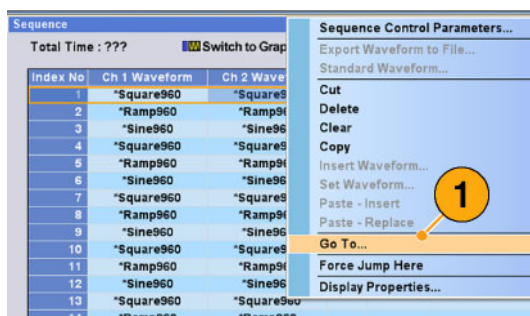 Sequence
Total Time : ???
Switch to Grap
Index No Ch 1 Waveform Ch 2 Wave
1 *Square960 *Square9
2 *Ramp960 *Ramp9
3 *Sine960 *Sine96
4 *Square960 *Square9
5 *Ramp960 *Ramp9
6 *Sine960 *Sine96
7 *Square960 *Square9
8 *Ramp960 *Ramp9
9 *Sine960 *Sine96
10 *Square960 *Square9
11 *Ramp960 *Ramp9
12 *Sine960 *Sine96
13 *Square960 *Square960
Sequence Control Parameters...
Export Waveform to File...
Standard Waveform...
Cut
Delete
Clear
Copy
Insert Waveform...
Set Waveform...
Paste - Insert
Paste - Replace
Go To...
Force Jump Here
Display Properties...
1